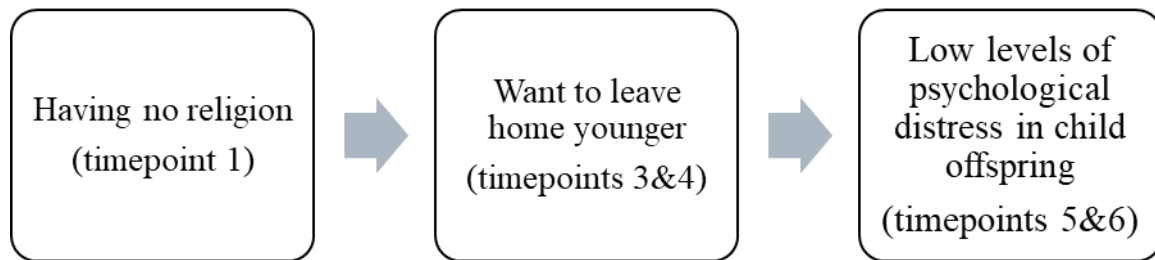 Having no religion
(timepoint 1)
Want to leave
home younger
(timepoints 3&4)
Low levels of
psychological
distress in child
offspring
(timepoints 5&6)